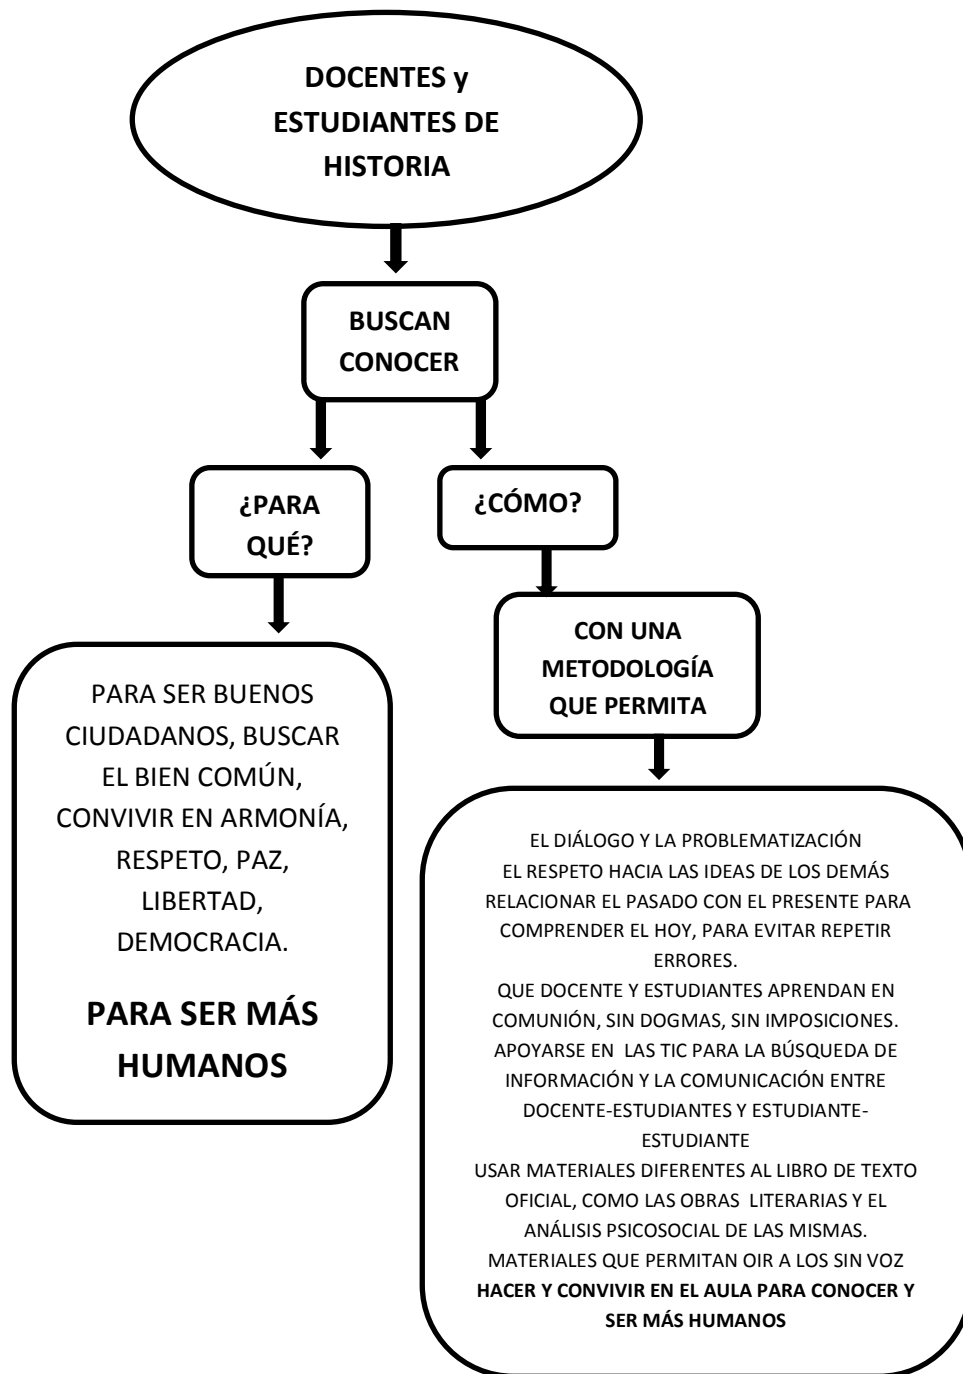 DOCENTES y
ESTUDIANTES DE
HISTORIA
BUSCAN
CONOCER
¿PARA
QUÉ?
¿CÓMO?
CON UNA
METODOLOGÍA
QUE PERMITA
PARA SER BUENOS
CIUDADANOS, BUSCAR
EL BIEN COMÚN,
CONVIVIR EN ARMONÍA,
RESPETO, PAZ,
LIBERTAD,
DEMOCRACIA.
PARA SER MÁS
HUMANOS
EL DIÁLOGO Y LA PROBLEMATIZACIÓN
EL RESPETO HACIA LAS IDEAS DE LOS DEMÁS
RELACIONAR EL PASADO CON EL PRESENTE PARA
COMPRENDER EL HOY, PARA EVITAR REPETIR
ERRORES.
QUE DOCENTE Y ESTUDIANTES APRENDAN EN
COMUNIÓN, SIN DOGMAS, SIN IMPOSICIONES.
APOYARSE EN  LAS TIC PARA LA BÚSQUEDA DE
INFORMACIÓN Y LA COMUNICACIÓN ENTRE
DOCENTE-ESTUDIANTES Y ESTUDIANTE-
ESTUDIANTE
USAR MATERIALES DIFERENTES AL LIBRO DE TEXTO
OFICIAL, COMO LAS OBRAS  LITERARIAS Y EL
ANÁLISIS PSICOSOCIAL DE LAS MISMAS.
MATERIALES QUE PERMITAN OIR A LOS SIN VOZ
HACER Y CONVIVIR EN EL AULA PARA CONOCER Y
SER MÁS HUMANOS